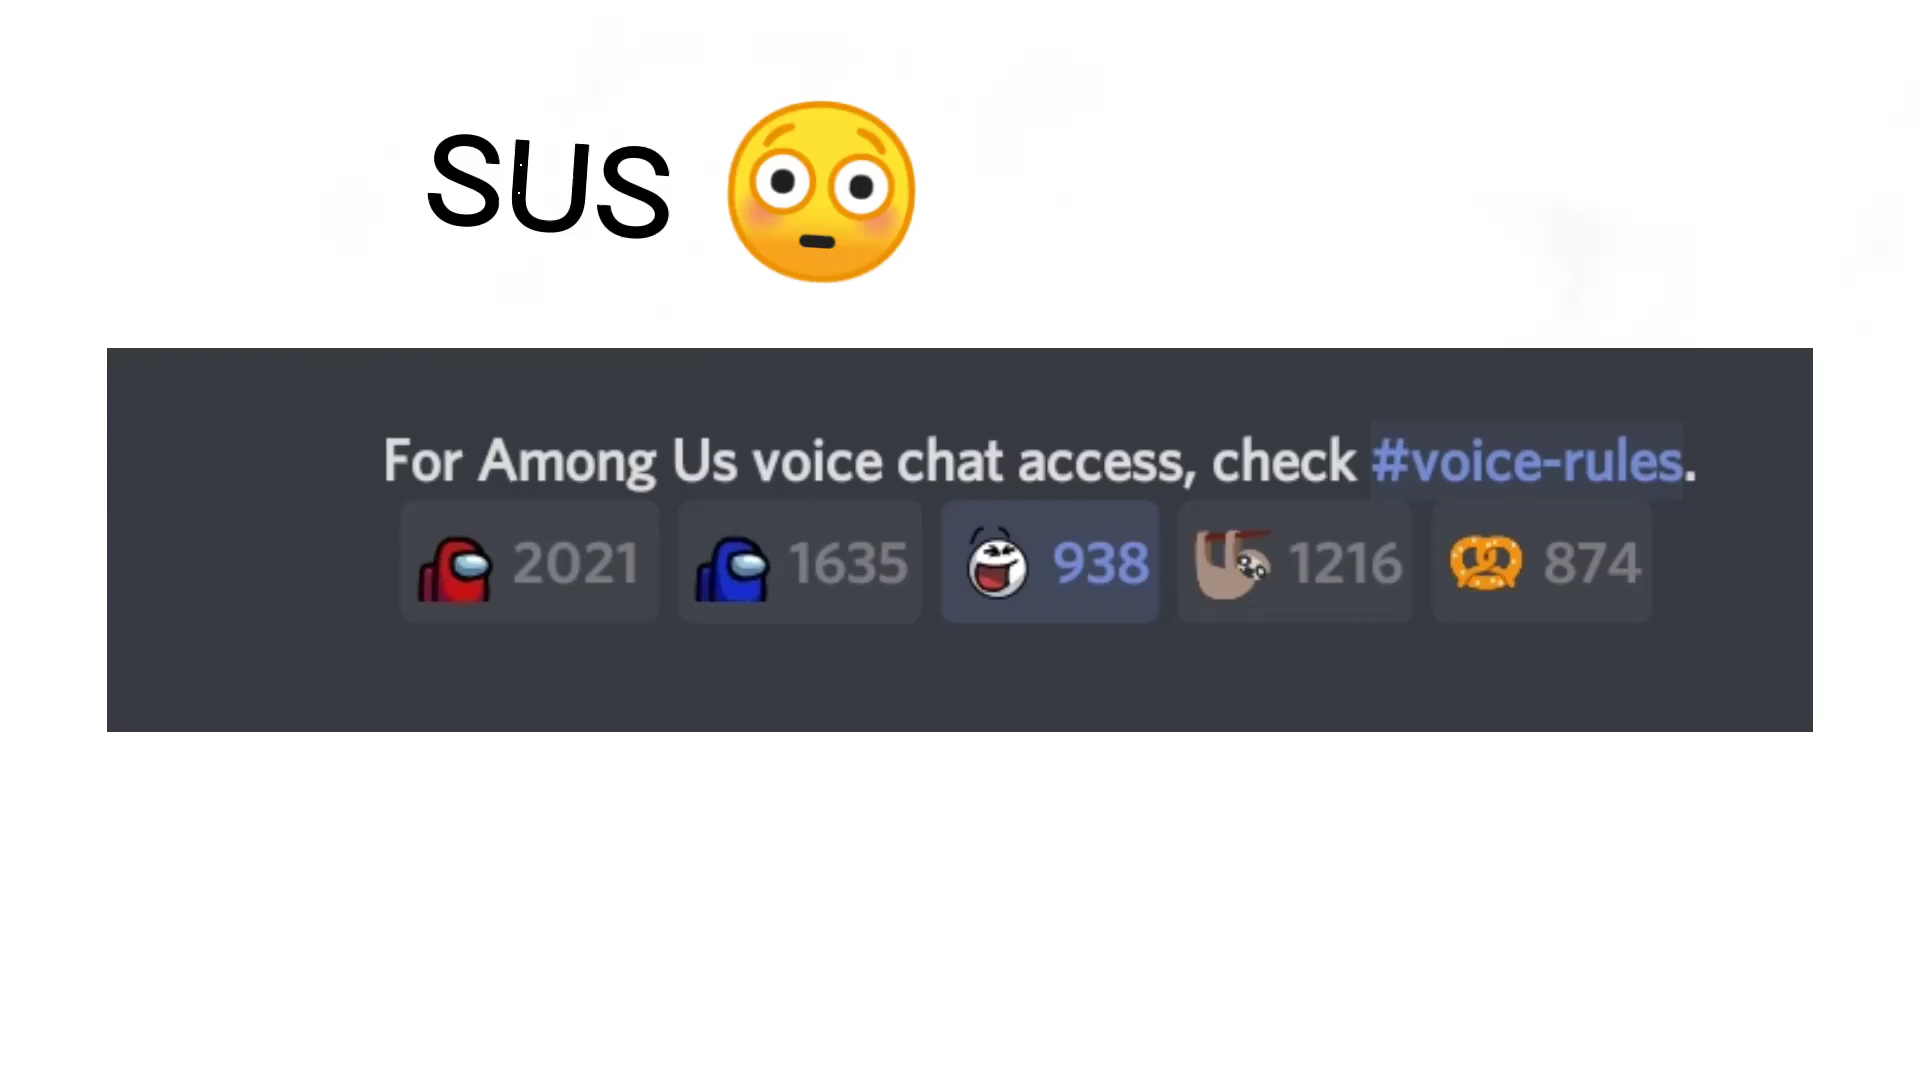 SUS 😳
For Among Us voice chat access, check #voice-rules.
2021 1635 938 1216 874